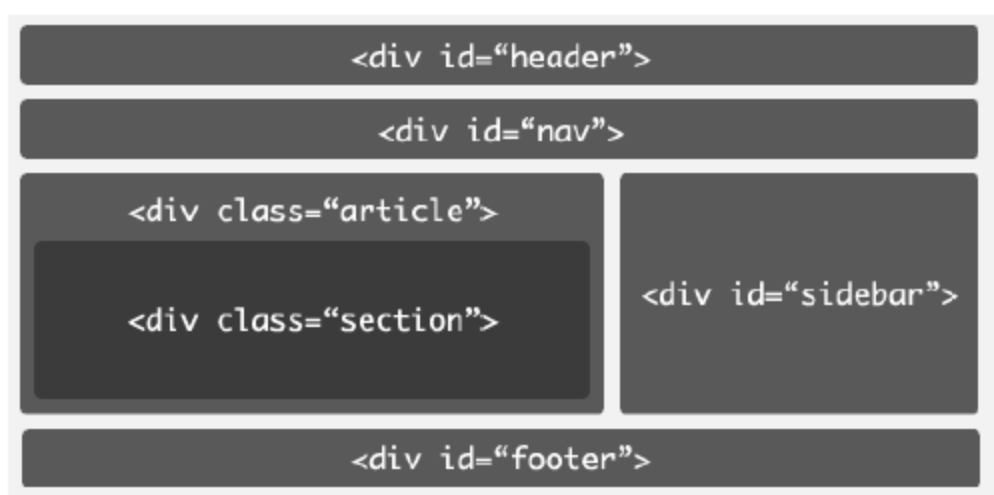 <div id=“header”>
<div id=“nav”>
<div class=“article”>
<div class=“section”>
<div id=“sidebar”>
<div id=“footer”>